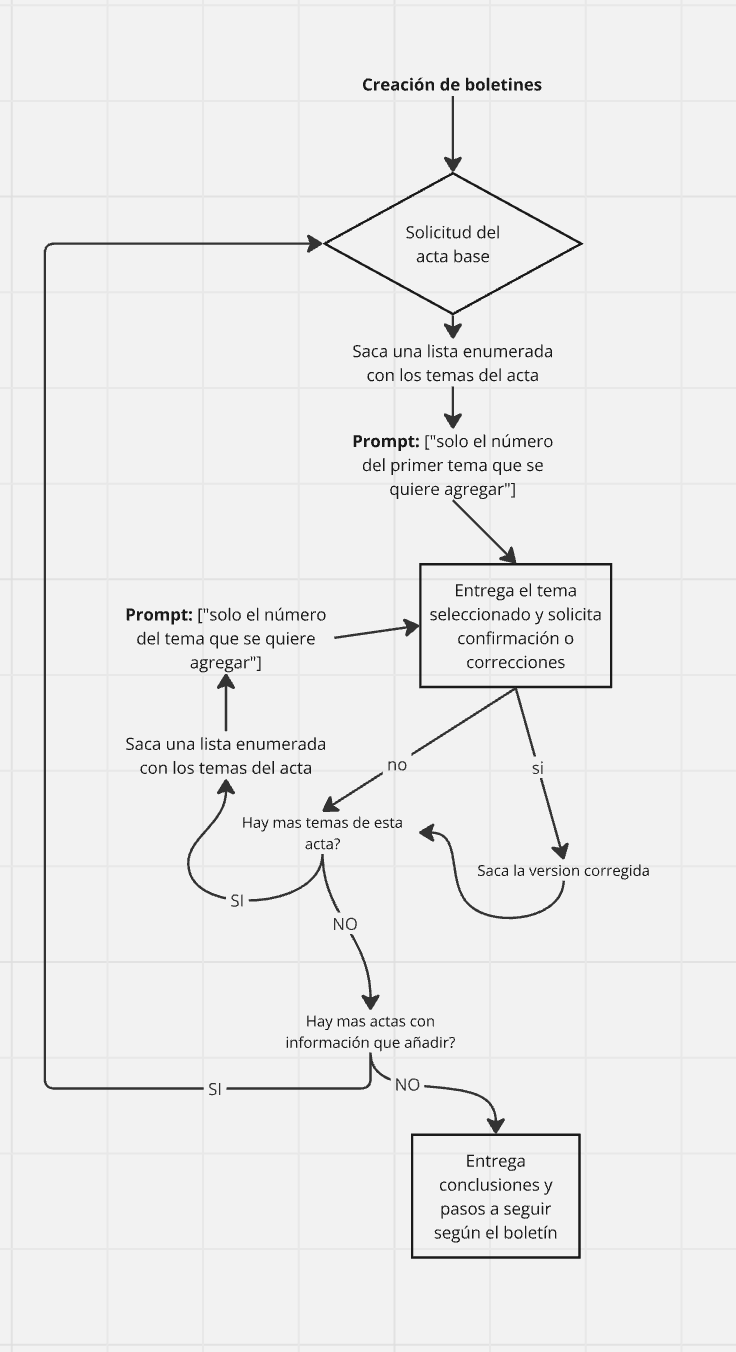 Creación de boletines
Solicitud del
acta base
Saca una lista enumerada
con los temas del acta
Prompt: ["solo el número
del primer tema que se
quiere agregar"]
Entrega el tema
seleccionado y solicita
confirmación o
correcciones
Prompt: ["solo el número
del tema que se quiere
agregar"]
Saca una lista enumerada
con los temas del acta
no
si
Hay mas temas de esta
acta?
Saca la version corregida
SI
NO
Hay mas actas con
información que añadir?
SI
NO
Entrega
conclusiones y
pasos a seguir
según el boletín